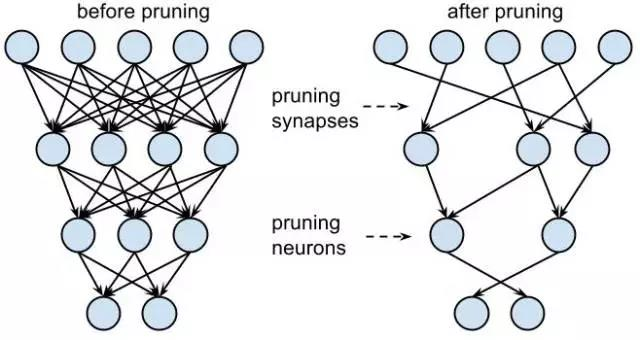 before pruning
after pruning
pruning
synapses
pruning
neurons